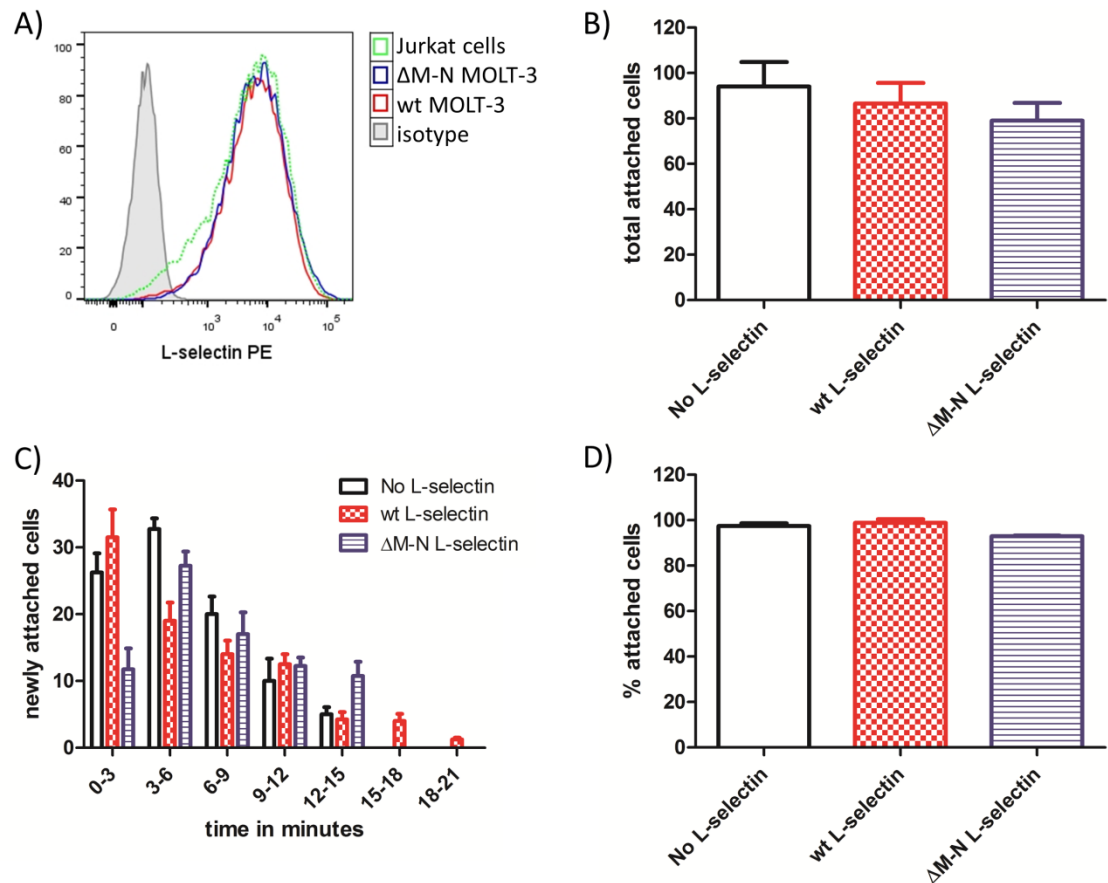 A)
100
80
60
40
20
0
0
10³
10⁴
10⁵
L-selectin PE
Jurkat cells
ΔM-N MOLT-3
wt MOLT-3
isotype
B)
total attached cells
120
100
80
60
40
20
0
No L-selectin
wt L-selectin
ΔM-N L-selectin
C)
newly attached cells
40
30
20
10
0
No L-selectin
wt L-selectin
ΔM-N L-selectin
0-3
3-6
6-9
9-12
12-15
15-18
18-21
time in minutes
D)
% attached cells
120
100
80
60
40
20
0
No L-selectin
wt L-selectin
ΔM-N L-selectin